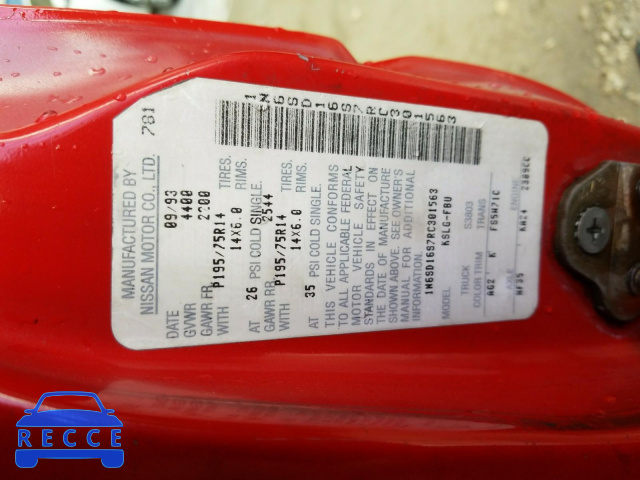 781
MANUFACTURED BY
NISSAN MOTOR CO., LTD.
DATE 09/93
GVWR 4400
GAWR FR. 2200
WITH P195/75R14 TIRES.
14X6.0 RIMS.
AT 26 PSI COLD SINGLE.
GAWR RR. 2544
WITH P195/75R14 TIRES.
14X6.0 RIMS.
AT 35 PSI COLD SINGLE.
THIS VEHICLE CONFORMS
TO ALL APPLICABLE FEDERAL
MOTOR VEHICLE SAFETY
STANDARDS IN EFFECT ON
THE DATE OF MANUFACTURE
SHOWN ABOVE. SEE OWNER'S
MANUAL FOR ADDITIONAL
INFORMATION.
1N6SD16S7RC301563
1N6SD16S7RC301563
MODEL KSLG-FBU
TRUCK S3803
COLOR TRIM TRANS
AG2 K FS5W71C
AXLE ENGINE
HF35 KA24 2389CC
RECCE